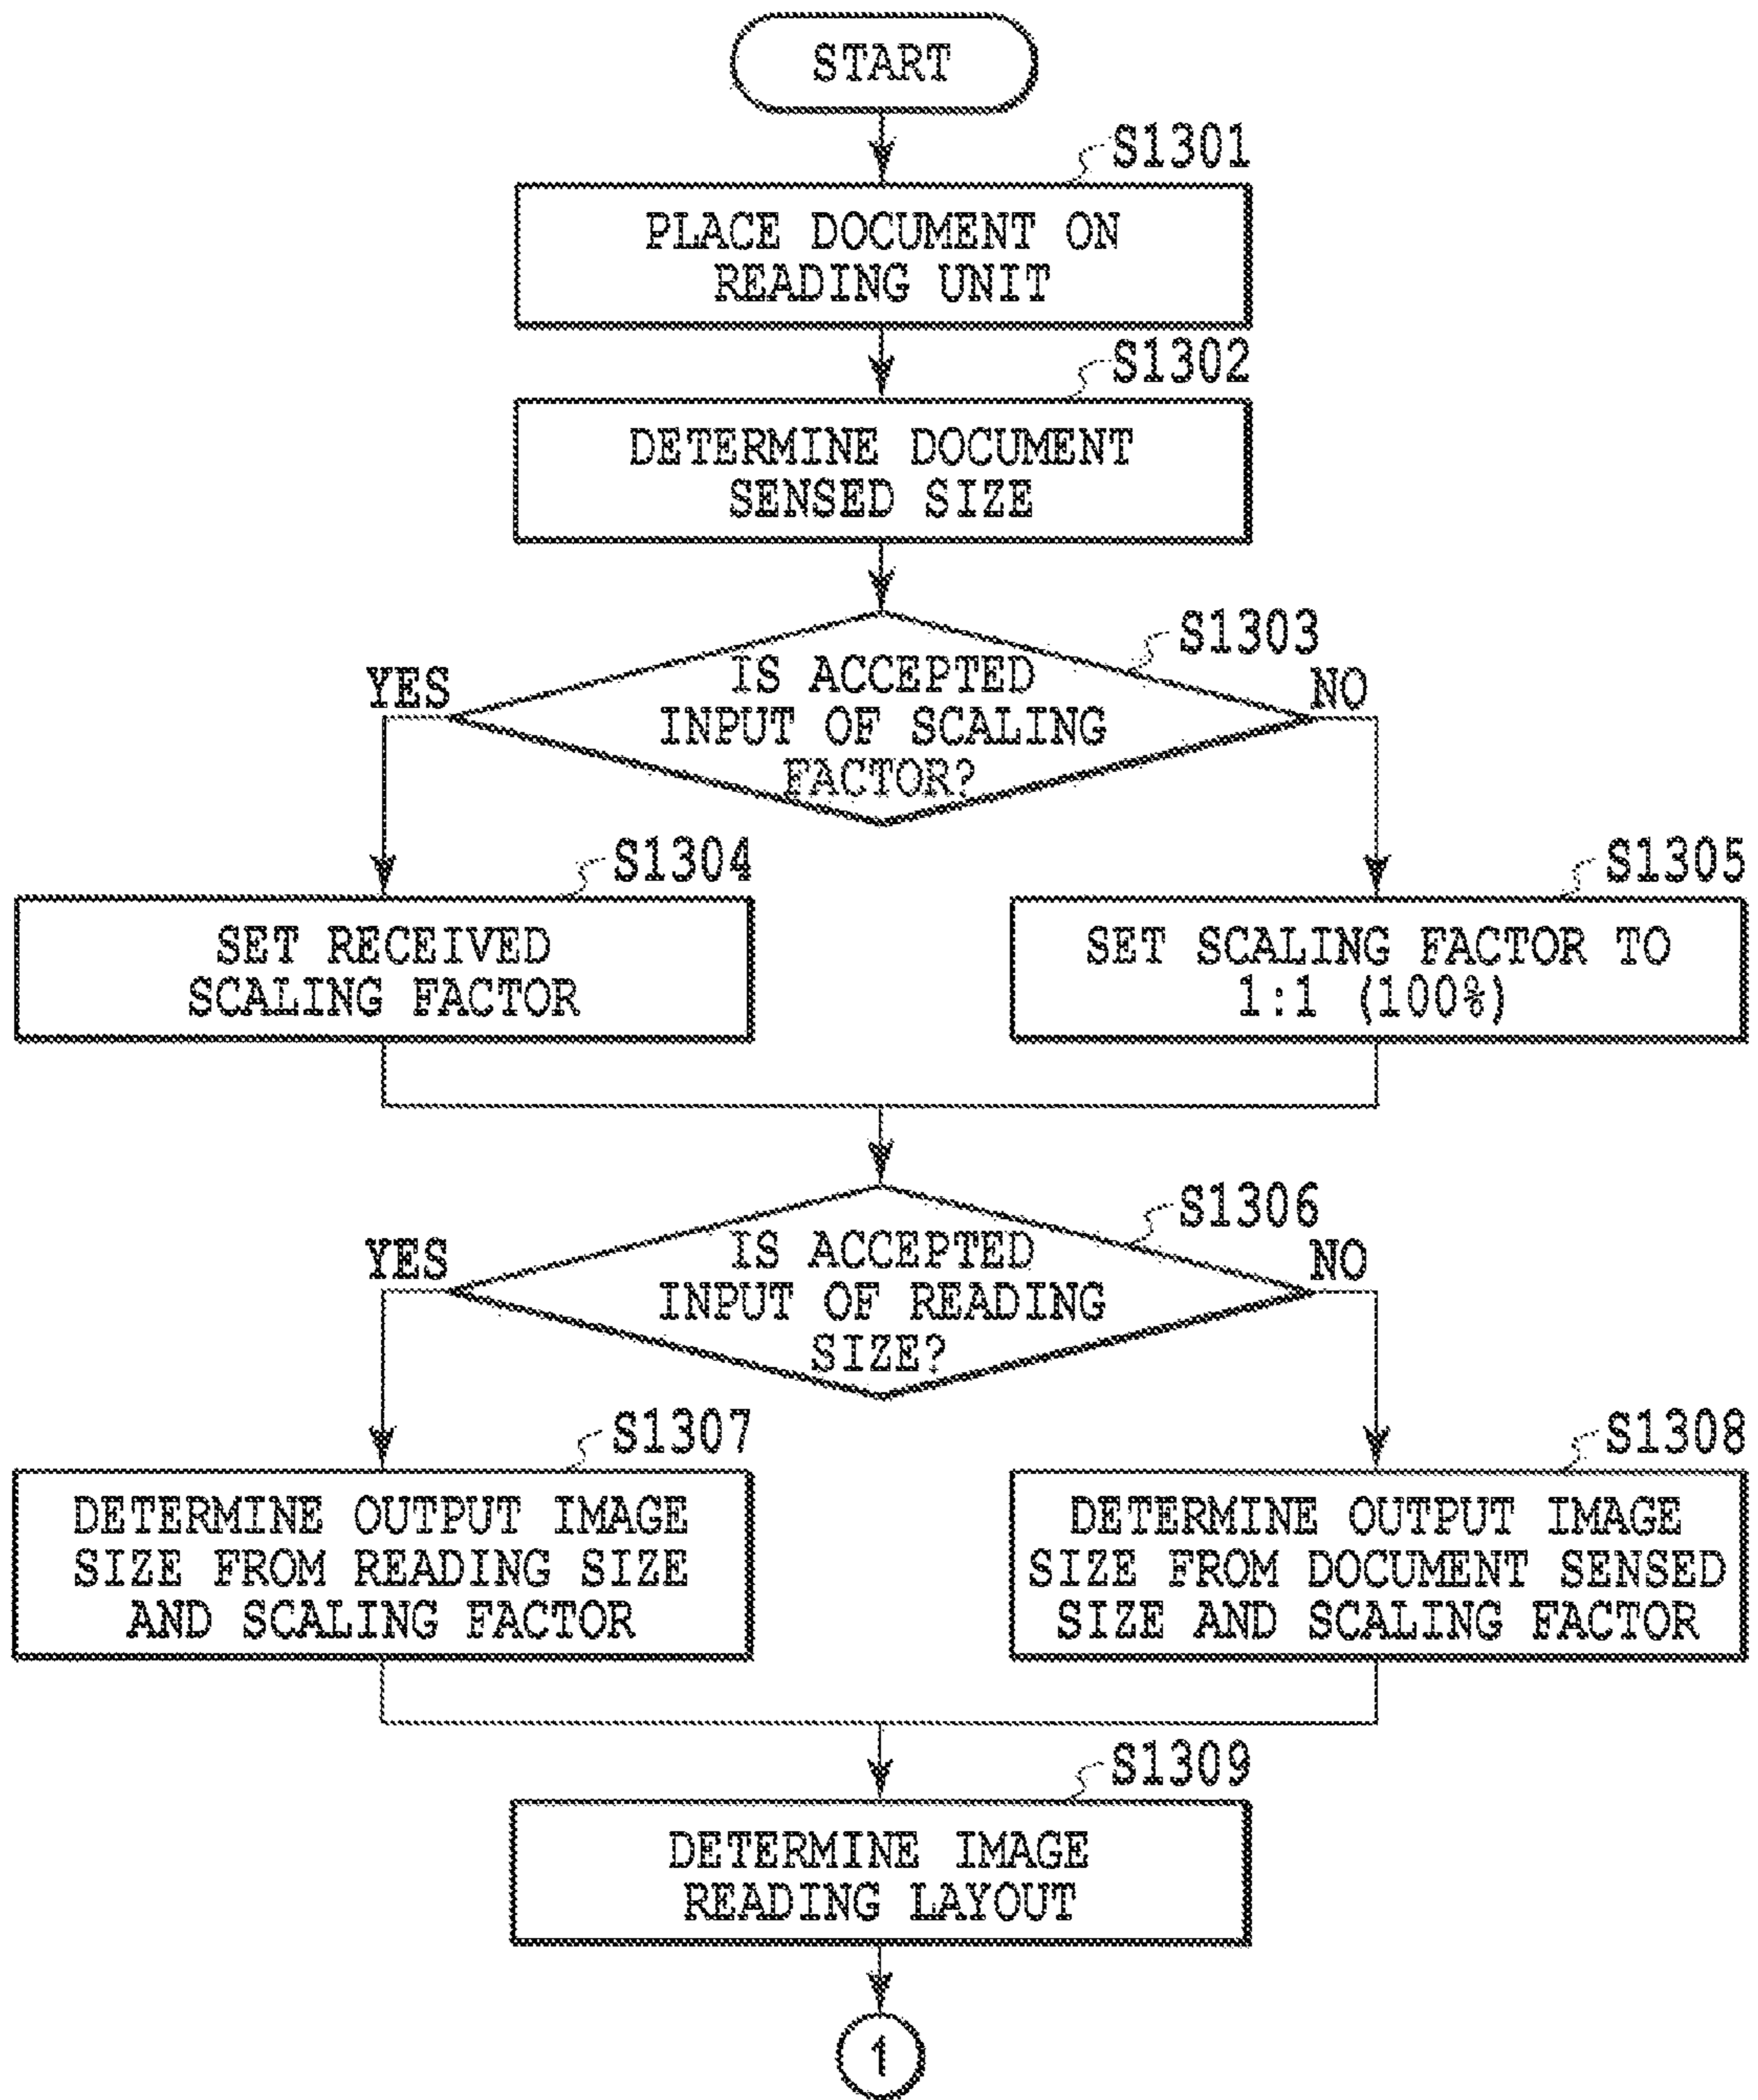 START
S1301
PLACE DOCUMENT ON
READING UNIT
S1302
DETERMINE DOCUMENT
SENSED SIZE
S1303
YES
IS ACCEPTED
INPUT OF SCALING
FACTOR?
NO
S1304
SET RECEIVED
SCALING FACTOR
S1305
SET SCALING FACTOR TO
1:1 (100%)
S1306
YES
IS ACCEPTED
INPUT OF READING
SIZE?
NO
S1307
DETERMINE OUTPUT IMAGE
SIZE FROM READING SIZE
AND SCALING FACTOR
S1308
DETERMINE OUTPUT IMAGE
SIZE FROM DOCUMENT SENSED
SIZE AND SCALING FACTOR
S1309
DETERMINE IMAGE
READING LAYOUT
1